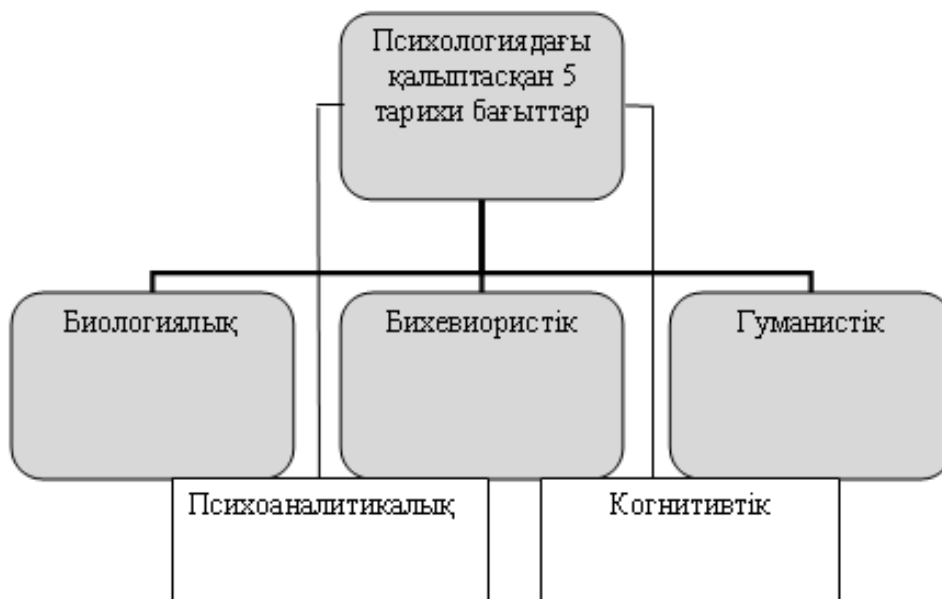 Психологиядағы
қалыптасқан 5
тарихи бағыттар
Биологиялық
Бихевиористік
Гуманистік
Психоаналитикалық
Когнитивтік